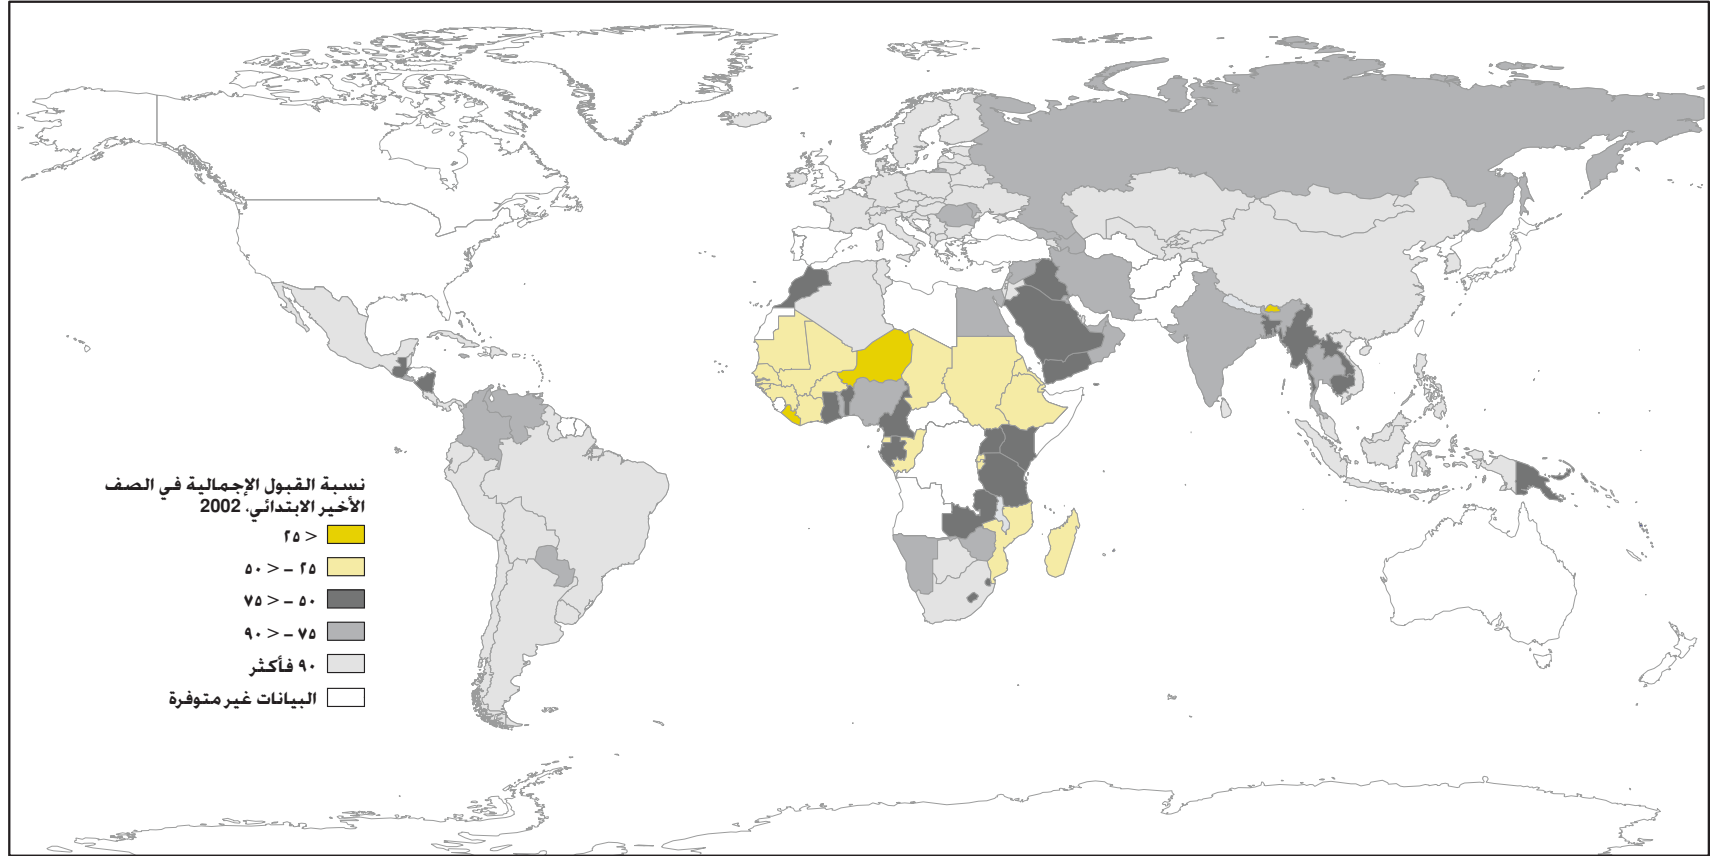 نسبة القبول الإجمالية في الصف
الأخير الابتدائي، 2002
< ٢٥
٢٥ – < ٥٠
٥٠ – < ٧٥
٧٥ – < ٩٠
٩٠ فأكثر
البيانات غير متوفرة